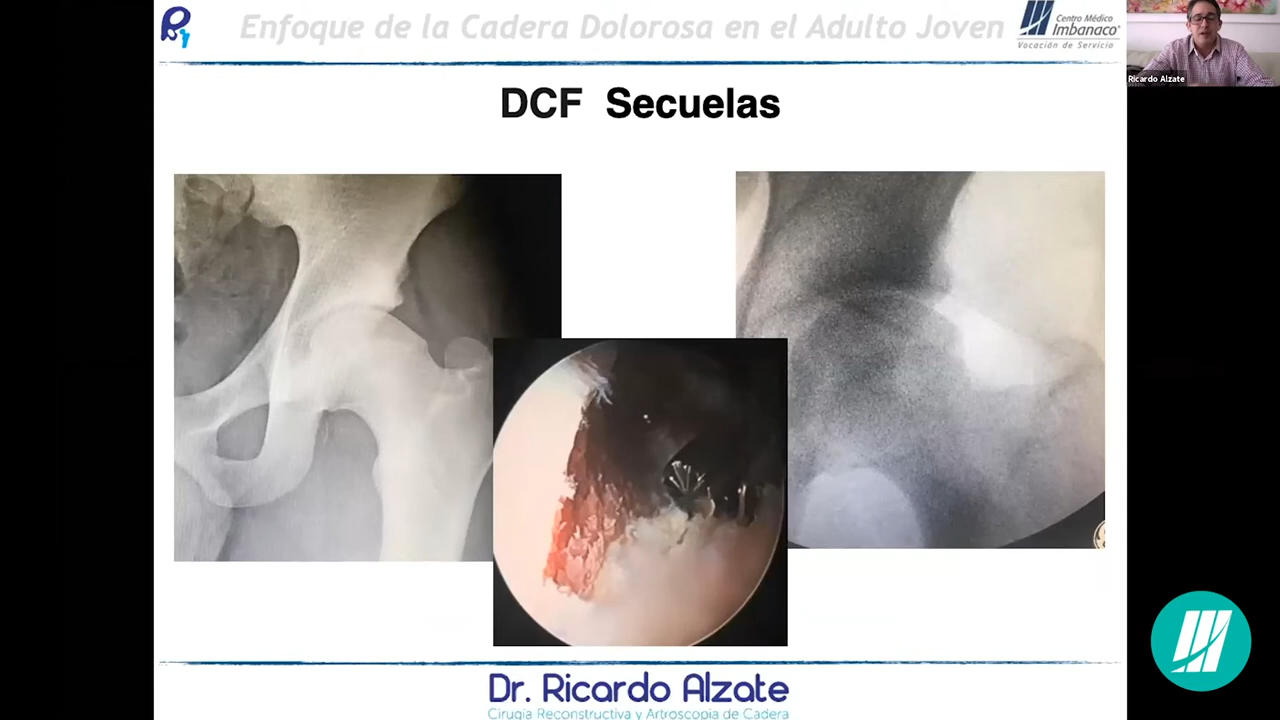 Enfoque de la Cadera Dolorosa en el Adulto Joven
Centro Médico
Imbanaco
Vocación de Servicio
Ricardo Alzate
DCF Secuelas
Dr. Ricardo Alzate
Cirugía Reconstructiva y Artroscopia de Cadera